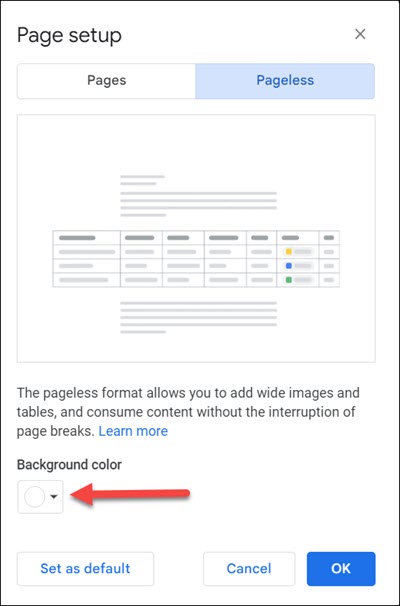 Page setup
Pages
Pageless
The pageless format allows you to add wide images and
tables, and consume content without the interruption of
page breaks. Learn more
Background color
Set as default
Cancel
OK